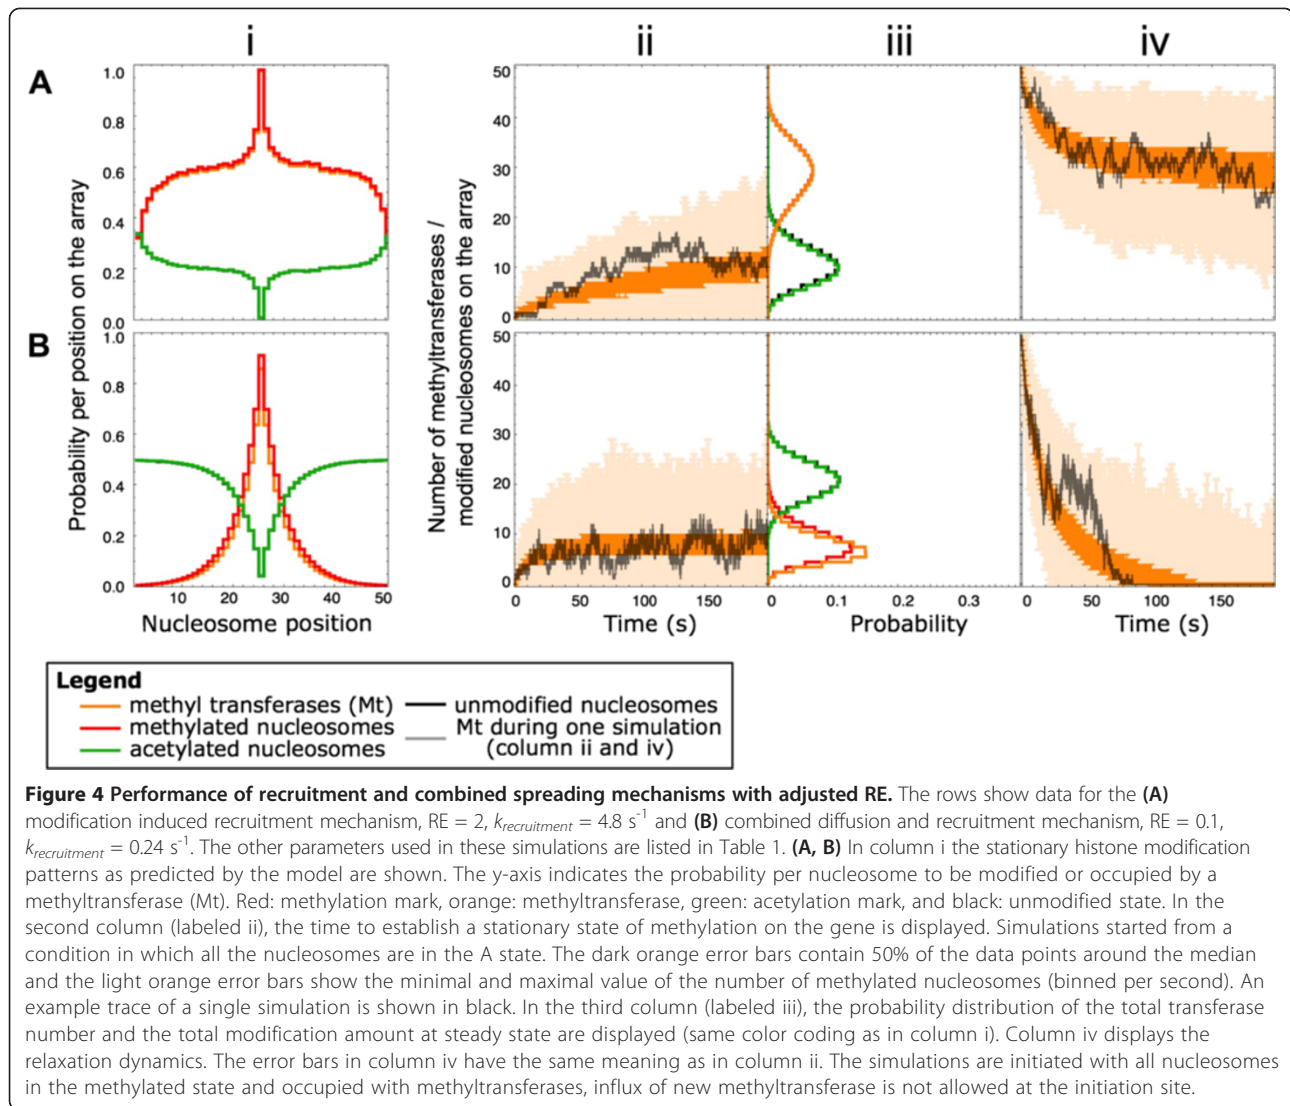 i ii iii iv
A
1.0
0.8
0.6
0.4
0.2
0.0
50
40
30
20
10
0
B
1.0
0.8
0.6
0.4
0.2
0.0
50
40
30
20
10
0
Probability per position on the array
Number of methyltransferases /
modified nucleosomes on the array
10 20 30 40 50
0 50 100 150
0 0.1 0.2 0.3
0 50 100 150
Nucleosome position Time (s) Probability Time (s)
Legend
methyl transferases (Mt)
methylated nucleosomes
acetylated nucleosomes
unmodified nucleosomes
Mt during one simulation
(column ii and iv)
Figure 4 Performance of recruitment and combined spreading mechanisms with adjusted RE. The rows show data for the (A)
modification induced recruitment mechanism, RE = 2, k_recruitment = 4.8 s⁻¹ and (B) combined diffusion and recruitment mechanism, RE = 0.1,
k_recruitment = 0.24 s⁻¹. The other parameters used in these simulations are listed in Table 1. (A, B) In column i the stationary histone modification
patterns as predicted by the model are shown. The y-axis indicates the probability per nucleosome to be modified or occupied by a
methyltransferase (Mt). Red: methylation mark, orange: methyltransferase, green: acetylation mark, and black: unmodified state. In the
second column (labeled ii), the time to establish a stationary state of methylation on the gene is displayed. Simulations started from a
condition in which all the nucleosomes are in the A state. The dark orange error bars contain 50% of the data points around the median
and the light orange error bars show the minimal and maximal value of the number of methylated nucleosomes (binned per second). An
example trace of a single simulation is shown in black. In the third column (labeled iii), the probability distribution of the total transferase
number and the total modification amount at steady state are displayed (same color coding as in column i). Column iv displays the
relaxation dynamics. The error bars in column iv have the same meaning as in column ii. The simulations are initiated with all nucleosomes
in the methylated state and occupied with methyltransferases, influx of new methyltransferase is not allowed at the initiation site.